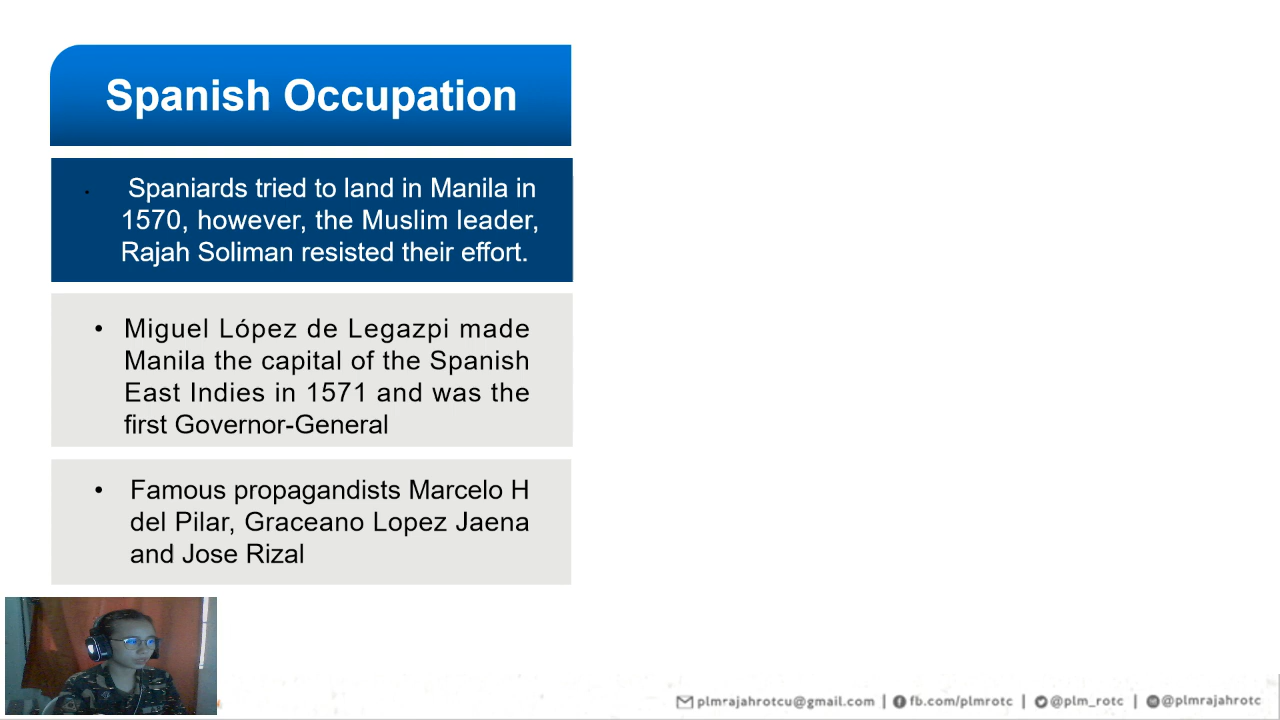 Spanish Occupation
• Spaniards tried to land in Manila in
1570, however, the Muslim leader,
Rajah Soliman resisted their effort.
• Miguel López de Legazpi made
Manila the capital of the Spanish
East Indies in 1571 and was the
first Governor-General
• Famous propagandists Marcelo H
del Pilar, Graceano Lopez Jaena
and Jose Rizal
plmrajahrotcu@gmail.com | fb.com/plmrotc | @plm_rotc | @plmrajahrotc